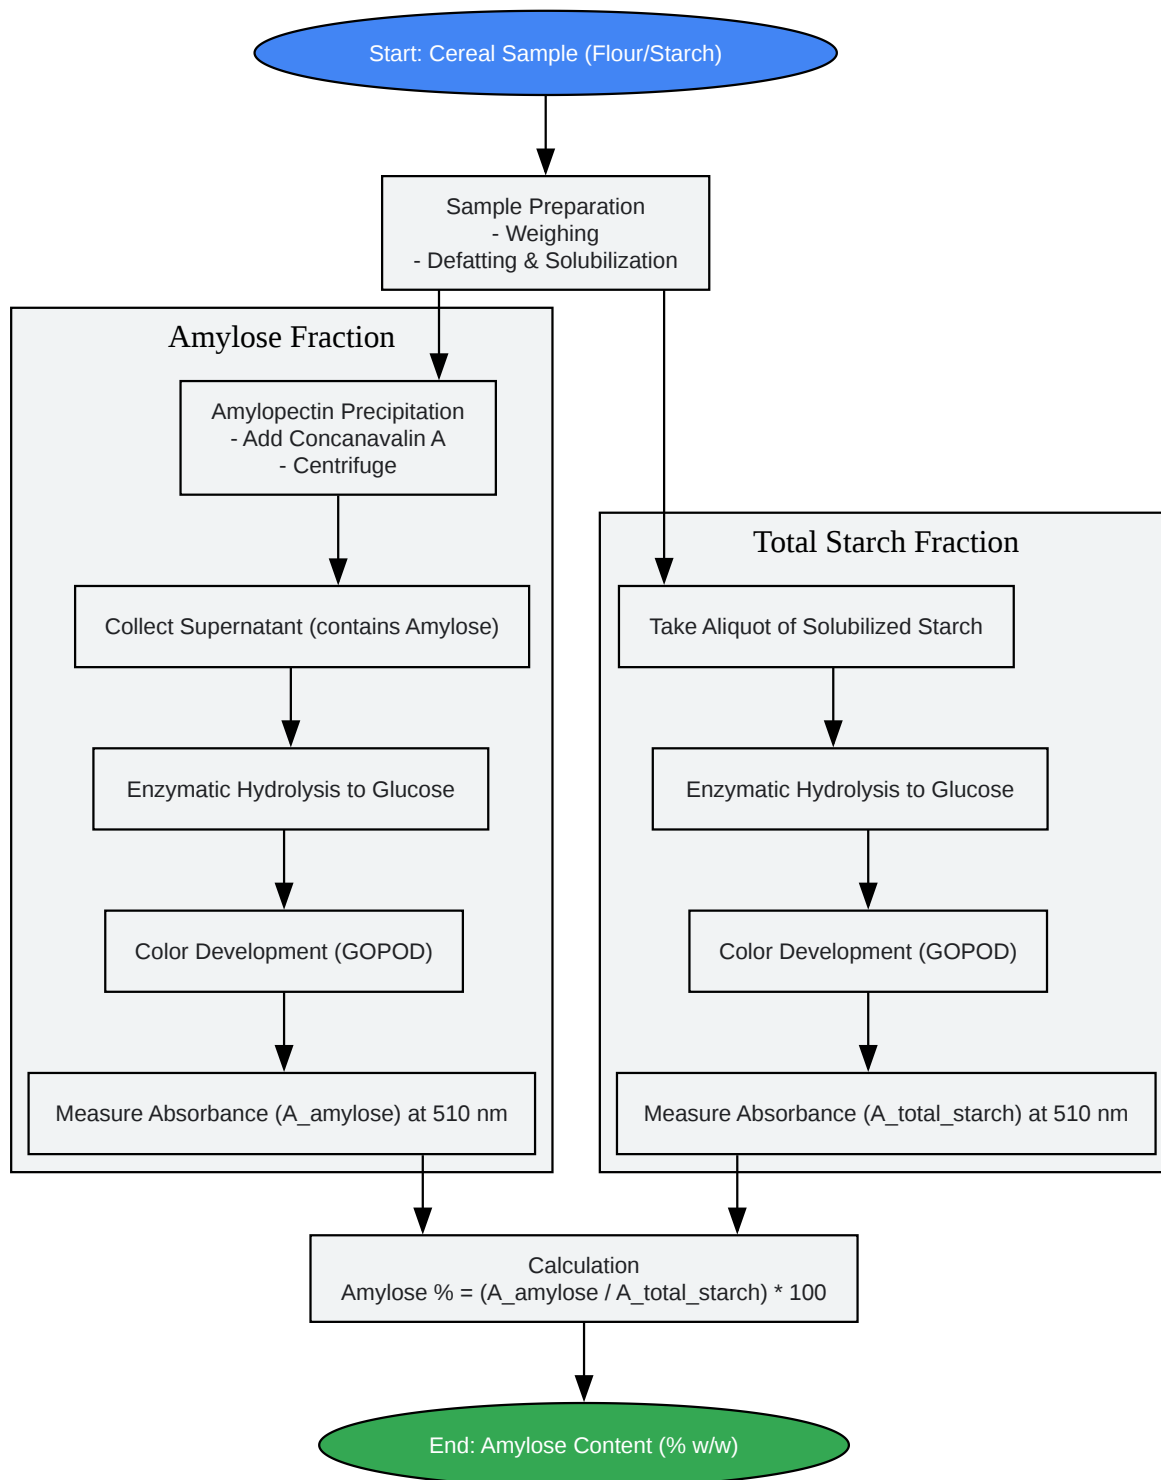 Start: Cereal Sample (Flour/Starch)
Sample Preparation
- Weighing
- Defatting & Solubilization
Amylose Fraction
Amylopectin Precipitation
- Add Concanavalin A
- Centrifuge
Collect Supernatant (contains Amylose)
Enzymatic Hydrolysis to Glucose
Color Development (GOPOD)
Measure Absorbance (A_amylose) at 510 nm
Total Starch Fraction
Take Aliquot of Solubilized Starch
Enzymatic Hydrolysis to Glucose
Color Development (GOPOD)
Measure Absorbance (A_total_starch) at 510 nm
Calculation
Amylose % = (A_amylose / A_total_starch) * 100
End: Amylose Content (% w/w)